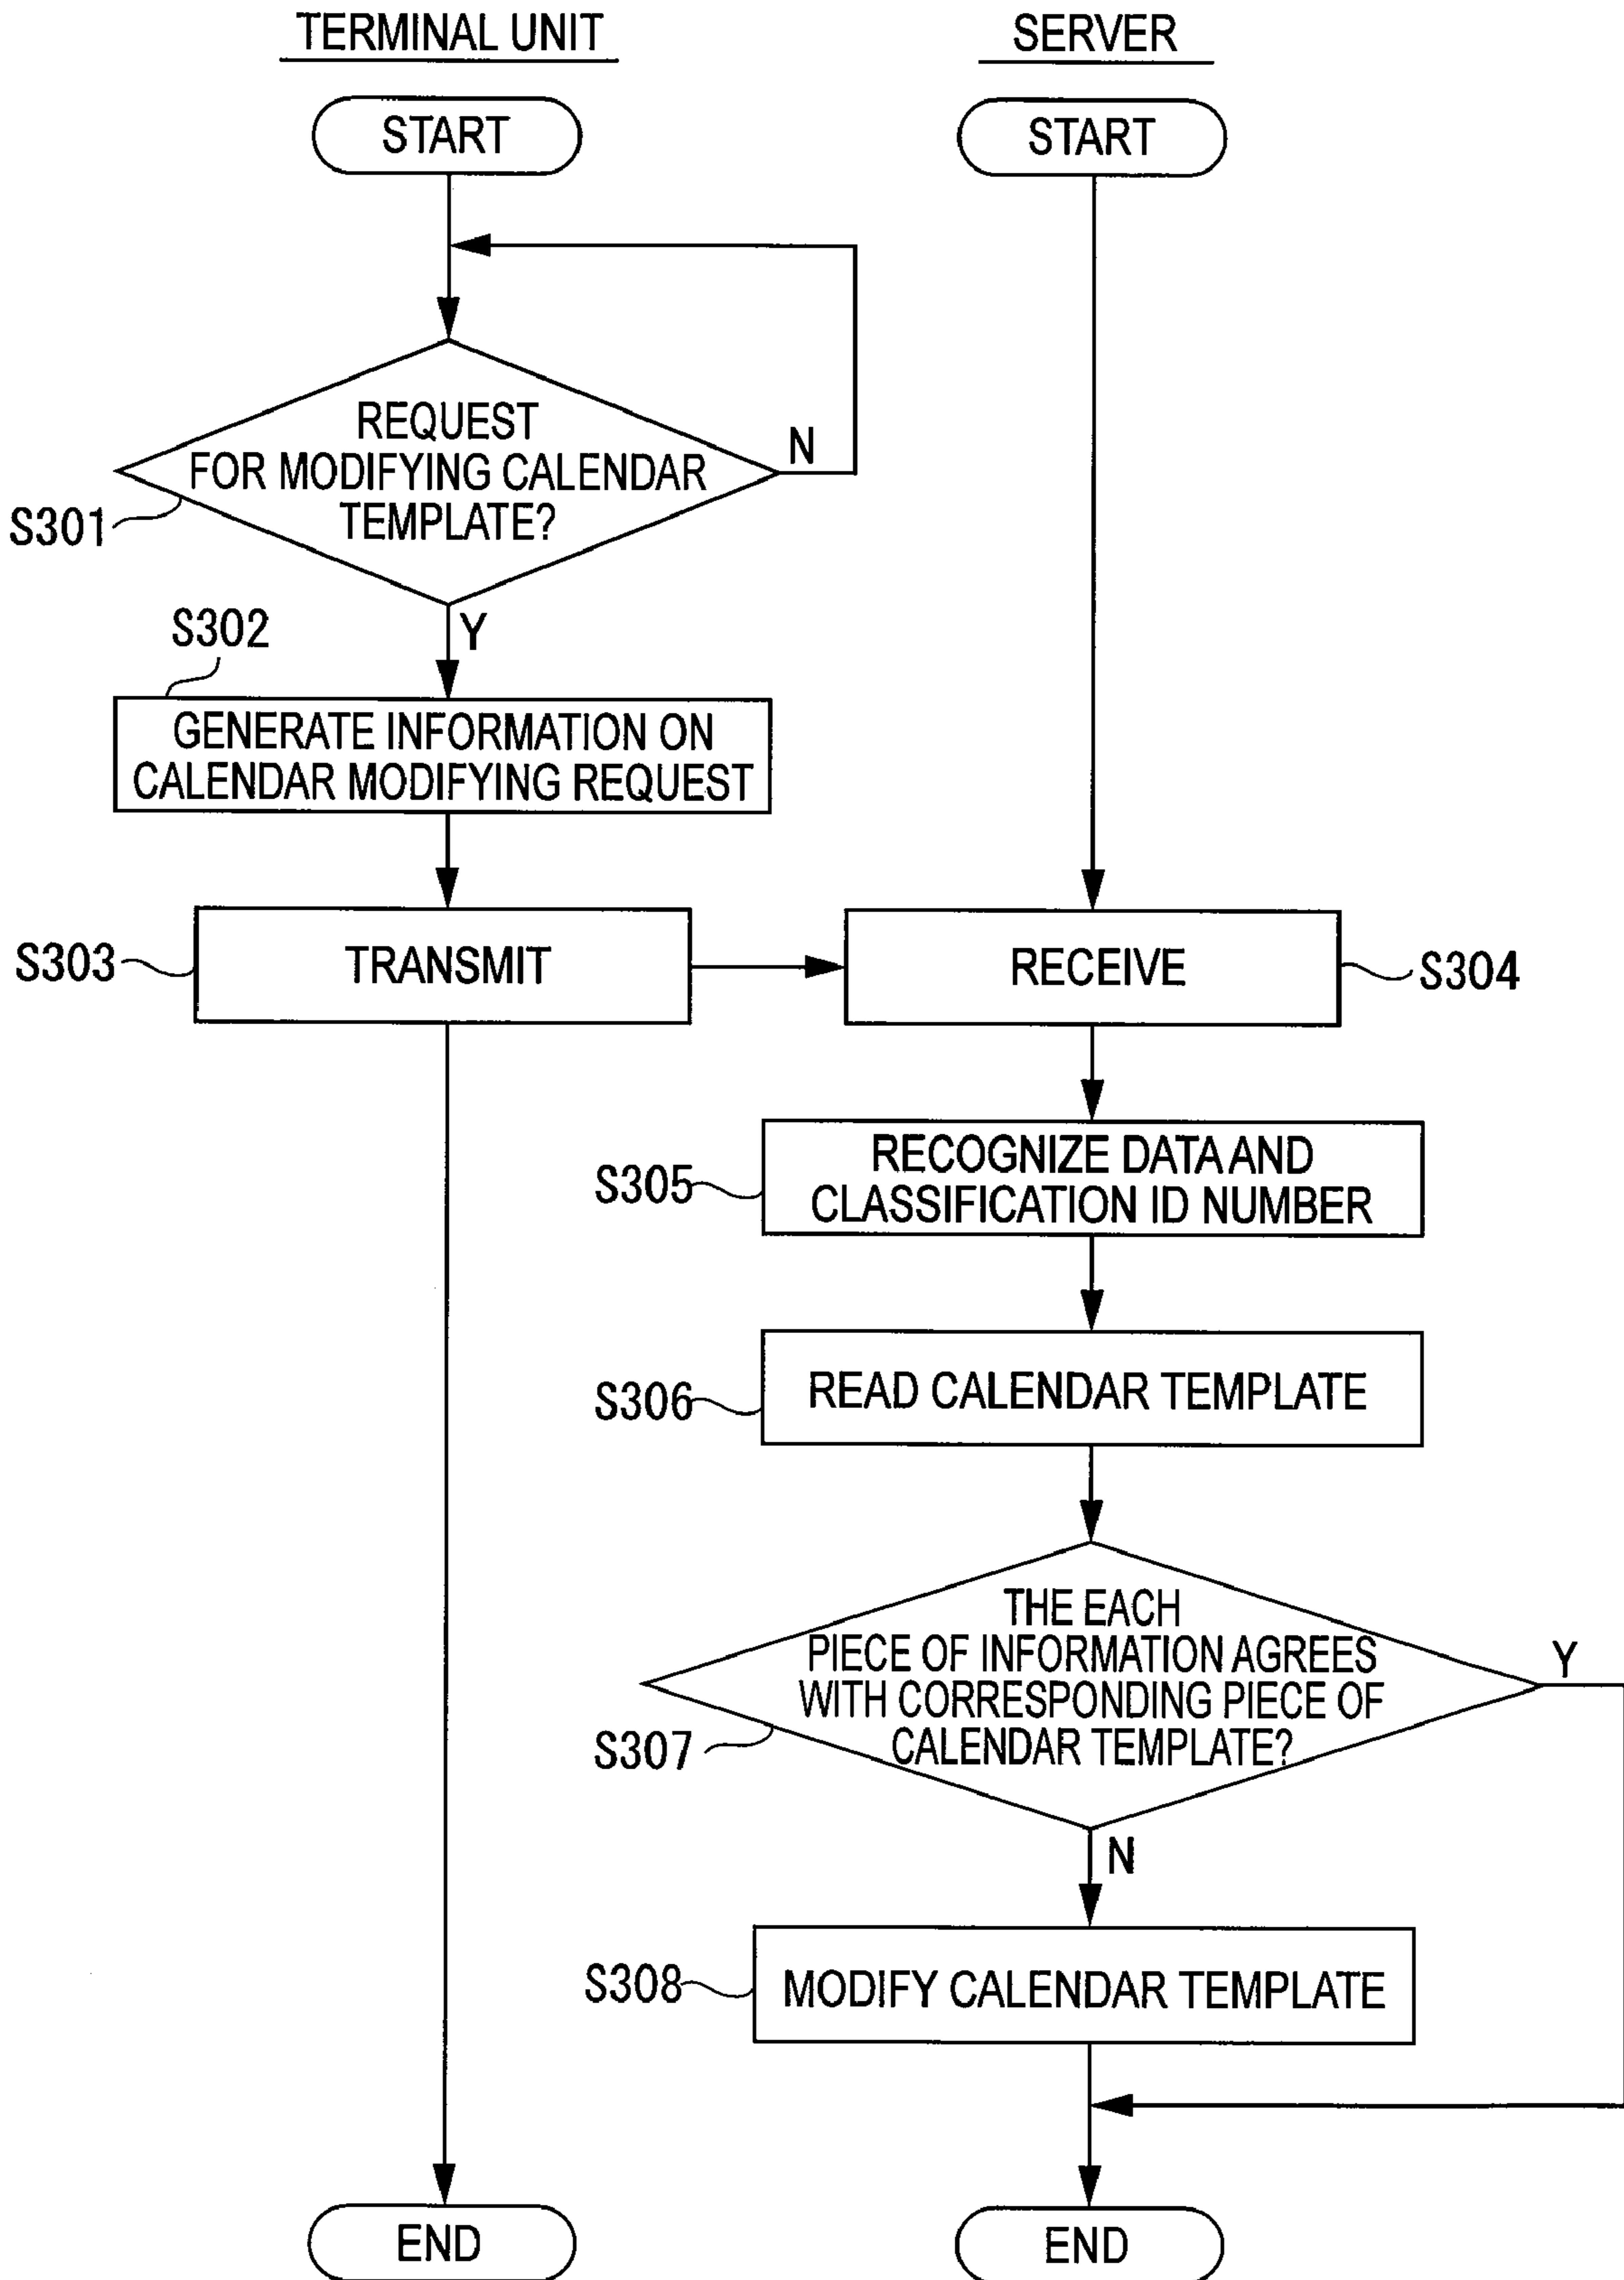 TERMINAL UNIT
SERVER
START
START
REQUEST
FOR MODIFYING CALENDAR
TEMPLATE?
N
S301
Y
S302
GENERATE INFORMATION ON
CALENDAR MODIFYING REQUEST
S303
TRANSMIT
RECEIVE
S304
S305
RECOGNIZE DATA AND
CLASSIFICATION ID NUMBER
S306
READ CALENDAR TEMPLATE
THE EACH
PIECE OF INFORMATION AGREES
WITH CORRESPONDING PIECE OF
CALENDAR TEMPLATE?
Y
S307
N
S308
MODIFY CALENDAR TEMPLATE
END
END